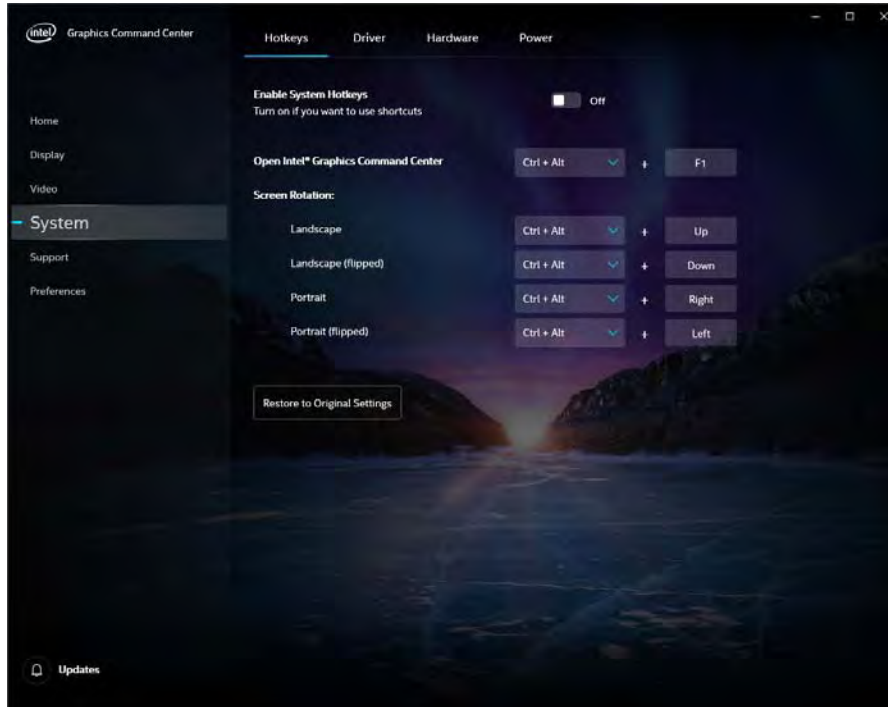 intel Graphics Command Center
Hotkeys Driver Hardware Power
Home
Display
Video
System
Support
Preferences
Enable System Hotkeys
Turn on if you want to use shortcuts
Off
Open Intel® Graphics Command Center Ctrl + Alt + F1
Screen Rotation:
Landscape Ctrl + Alt + Up
Landscape (flipped) Ctrl + Alt + Down
Portrait Ctrl + Alt + Right
Portrait (flipped) Ctrl + Alt + Left
Restore to Original Settings
Updates